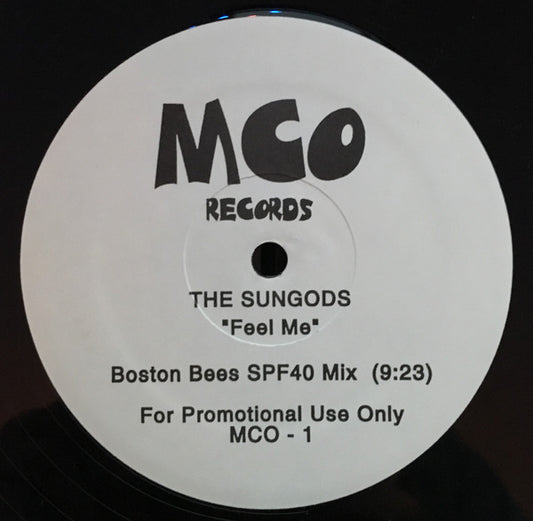 MCO
RECORDS
THE SUNGODS
"Feel Me"
Boston Bees SPF40 Mix (9:23)
For Promotional Use Only
MCO - 1